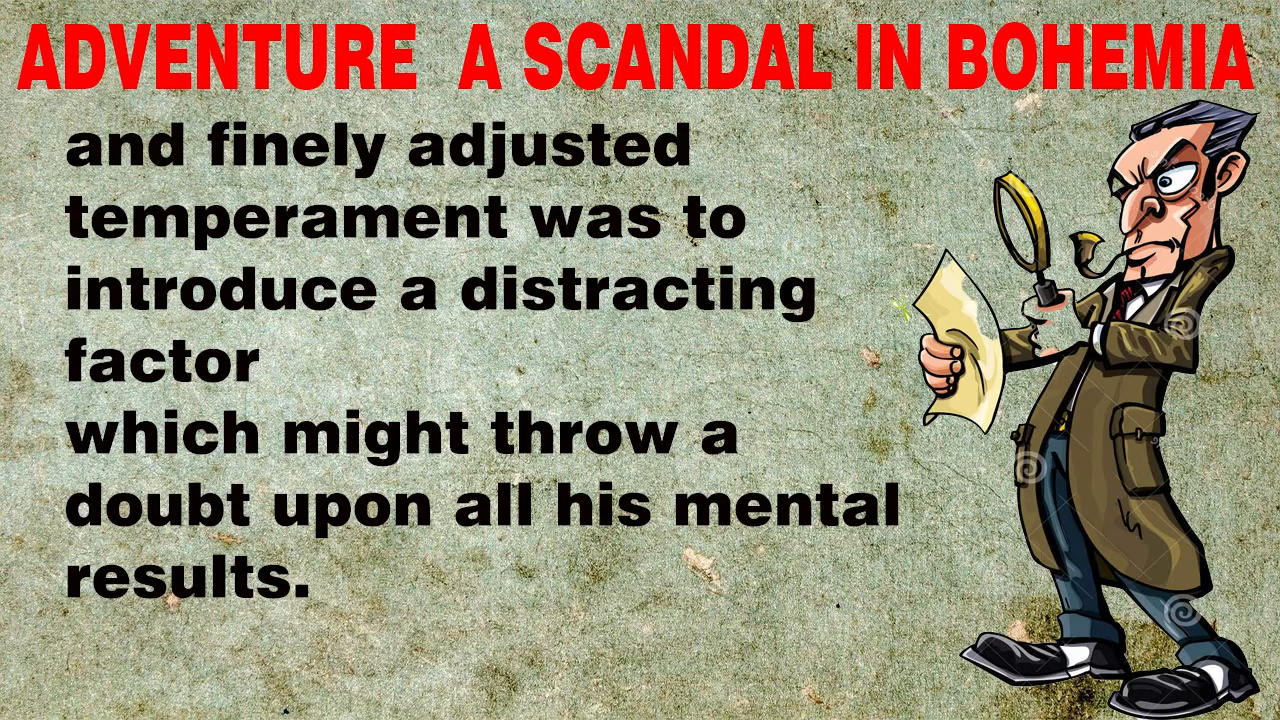 ADVENTURE A SCANDAL IN BOHEMIA
and finely adjusted
temperament was to
introduce a distracting
factor
which might throw a
doubt upon all his mental
results.